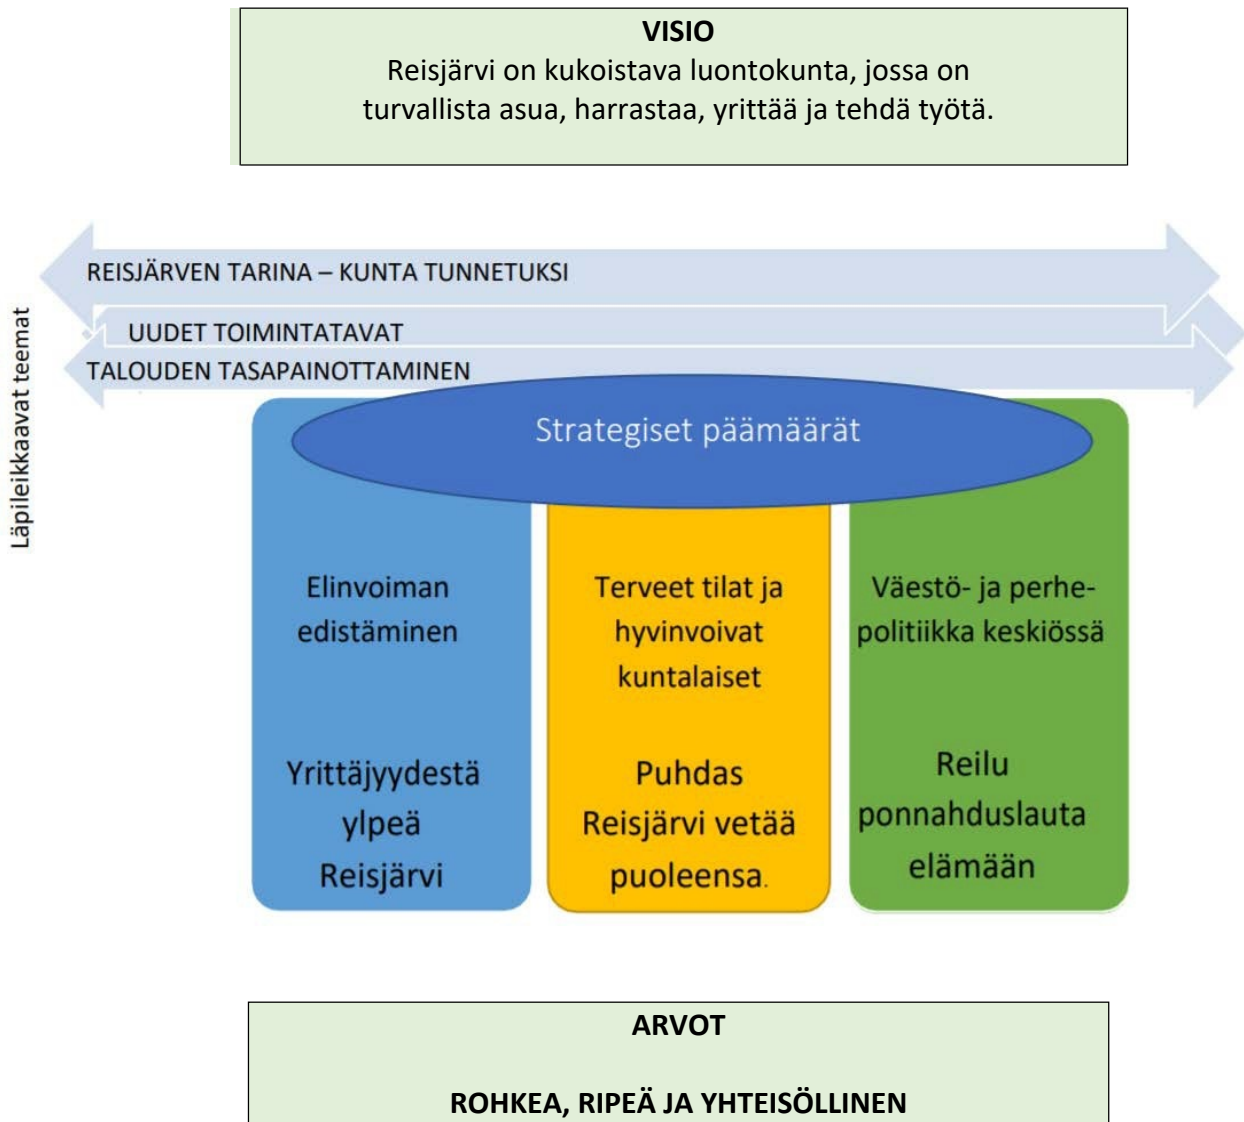 VISIO
Reisjärvi on kukoistava luontokunta, jossa on
turvallista asua, harrastaa, yrittää ja tehdä työtä.
Läpileikkaavat teemat
REISJÄRVEN TARINA – KUNTA TUNNETUKSI
UUDET TOIMINTATAVAT
TALOUDEN TASAPAINOTTAMINEN
Strategiset päämäärät
Elinvoiman
edistäminen
Yrittäjyydestä
ylpeä
Reisjärvi
Terveet tilat ja
hyvinvoivat
kuntalaiset
Puhdas
Reisjärvi vetää
puoleensa.
Väestö- ja perhe-
politiikka keskiössä
Reilu
ponnahduslauta
elämään
ARVOT
ROHKEA, RIPEÄ JA YHTEISÖLLINEN